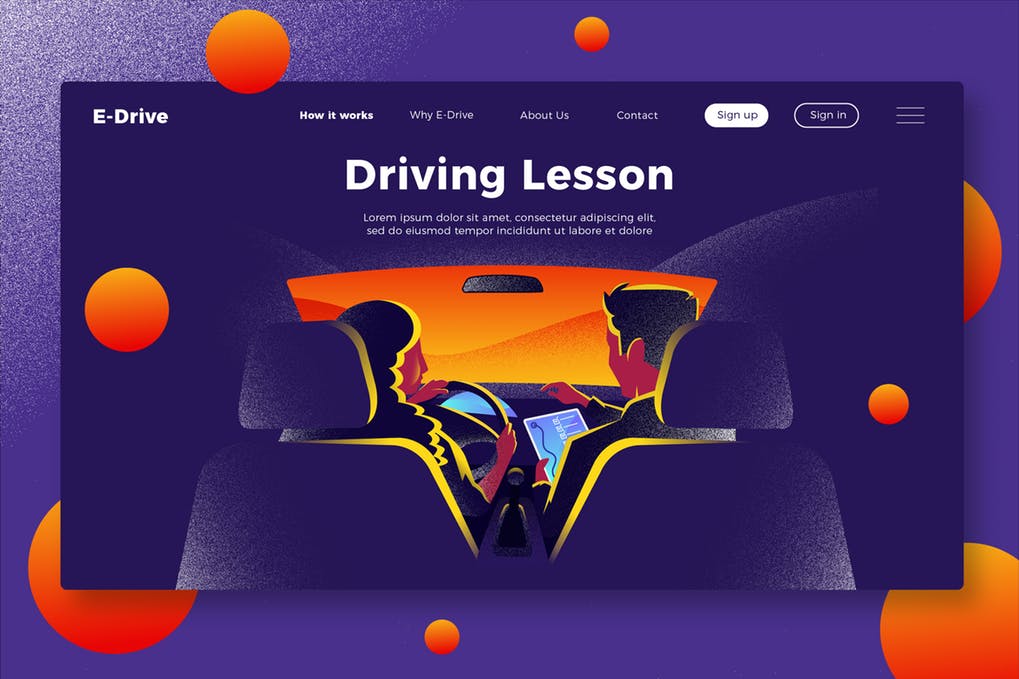 E-Drive
How it works
Why E-Drive
About Us
Contact
Sign up
Sign in
Driving Lesson
Lorem ipsum dolor sit amet, consectetur adipiscing elit,
sed do eiusmod tempor incididunt ut labore et dolore